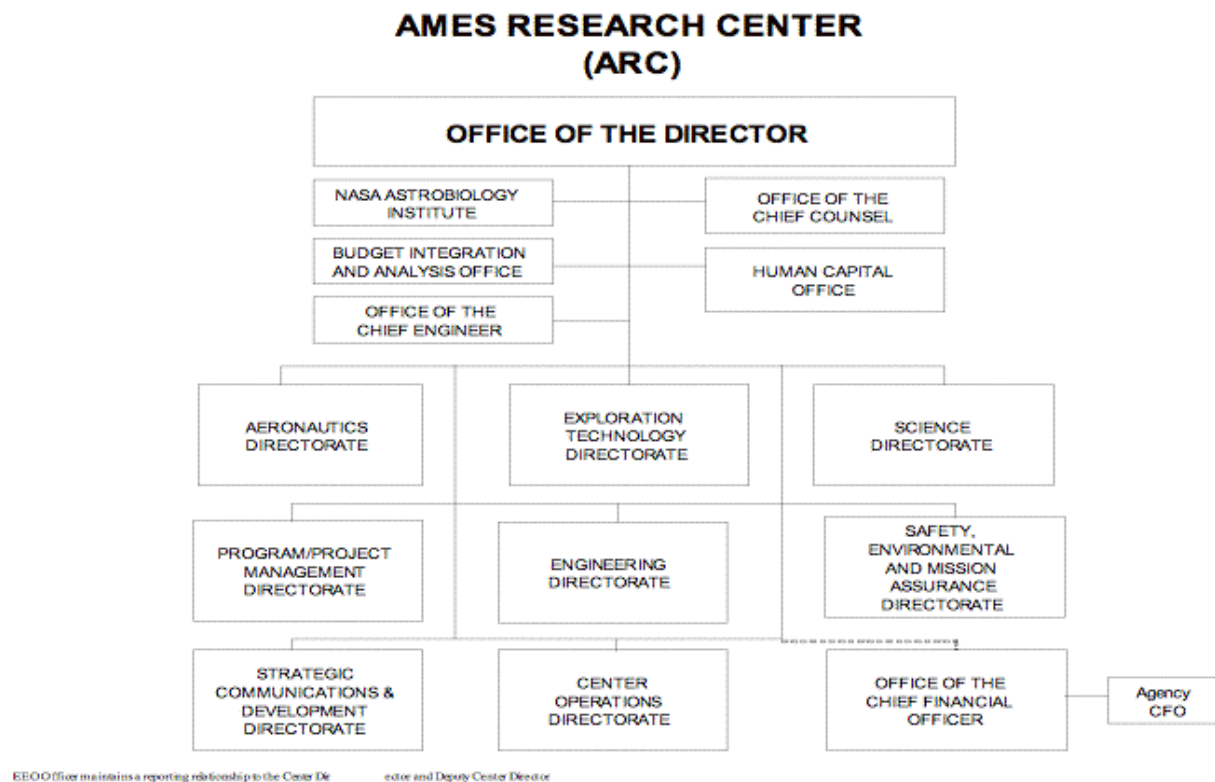 AMES RESEARCH CENTER
(ARC)
OFFICE OF THE DIRECTOR
NASA ASTROBIOLOGY
INSTITUTE
OFFICE OF THE
CHIEF COUNSEL
BUDGET INTEGRATION
AND ANALYSIS OFFICE
HUMAN CAPITAL
OFFICE
OFFICE OF THE
CHIEF ENGINEER
AERONAUTICS
DIRECTORATE
EXPLORATION
TECHNOLOGY
DIRECTORATE
SCIENCE
DIRECTORATE
PROGRAM/PROJECT
MANAGEMENT
DIRECTORATE
ENGINEERING
DIRECTORATE
SAFETY,
ENVIRONMENTAL
AND MISSION
ASSURANCE
DIRECTORATE
STRATEGIC
COMMUNICATIONS &
DEVELOPMENT
DIRECTORATE
CENTER
OPERATIONS
DIRECTORATE
OFFICE OF THE
CHIEF FINANCIAL
OFFICER
Agency
CFO
EEO Officer maintains a reporting relationship to the Center Dir ector and Deputy Center Director